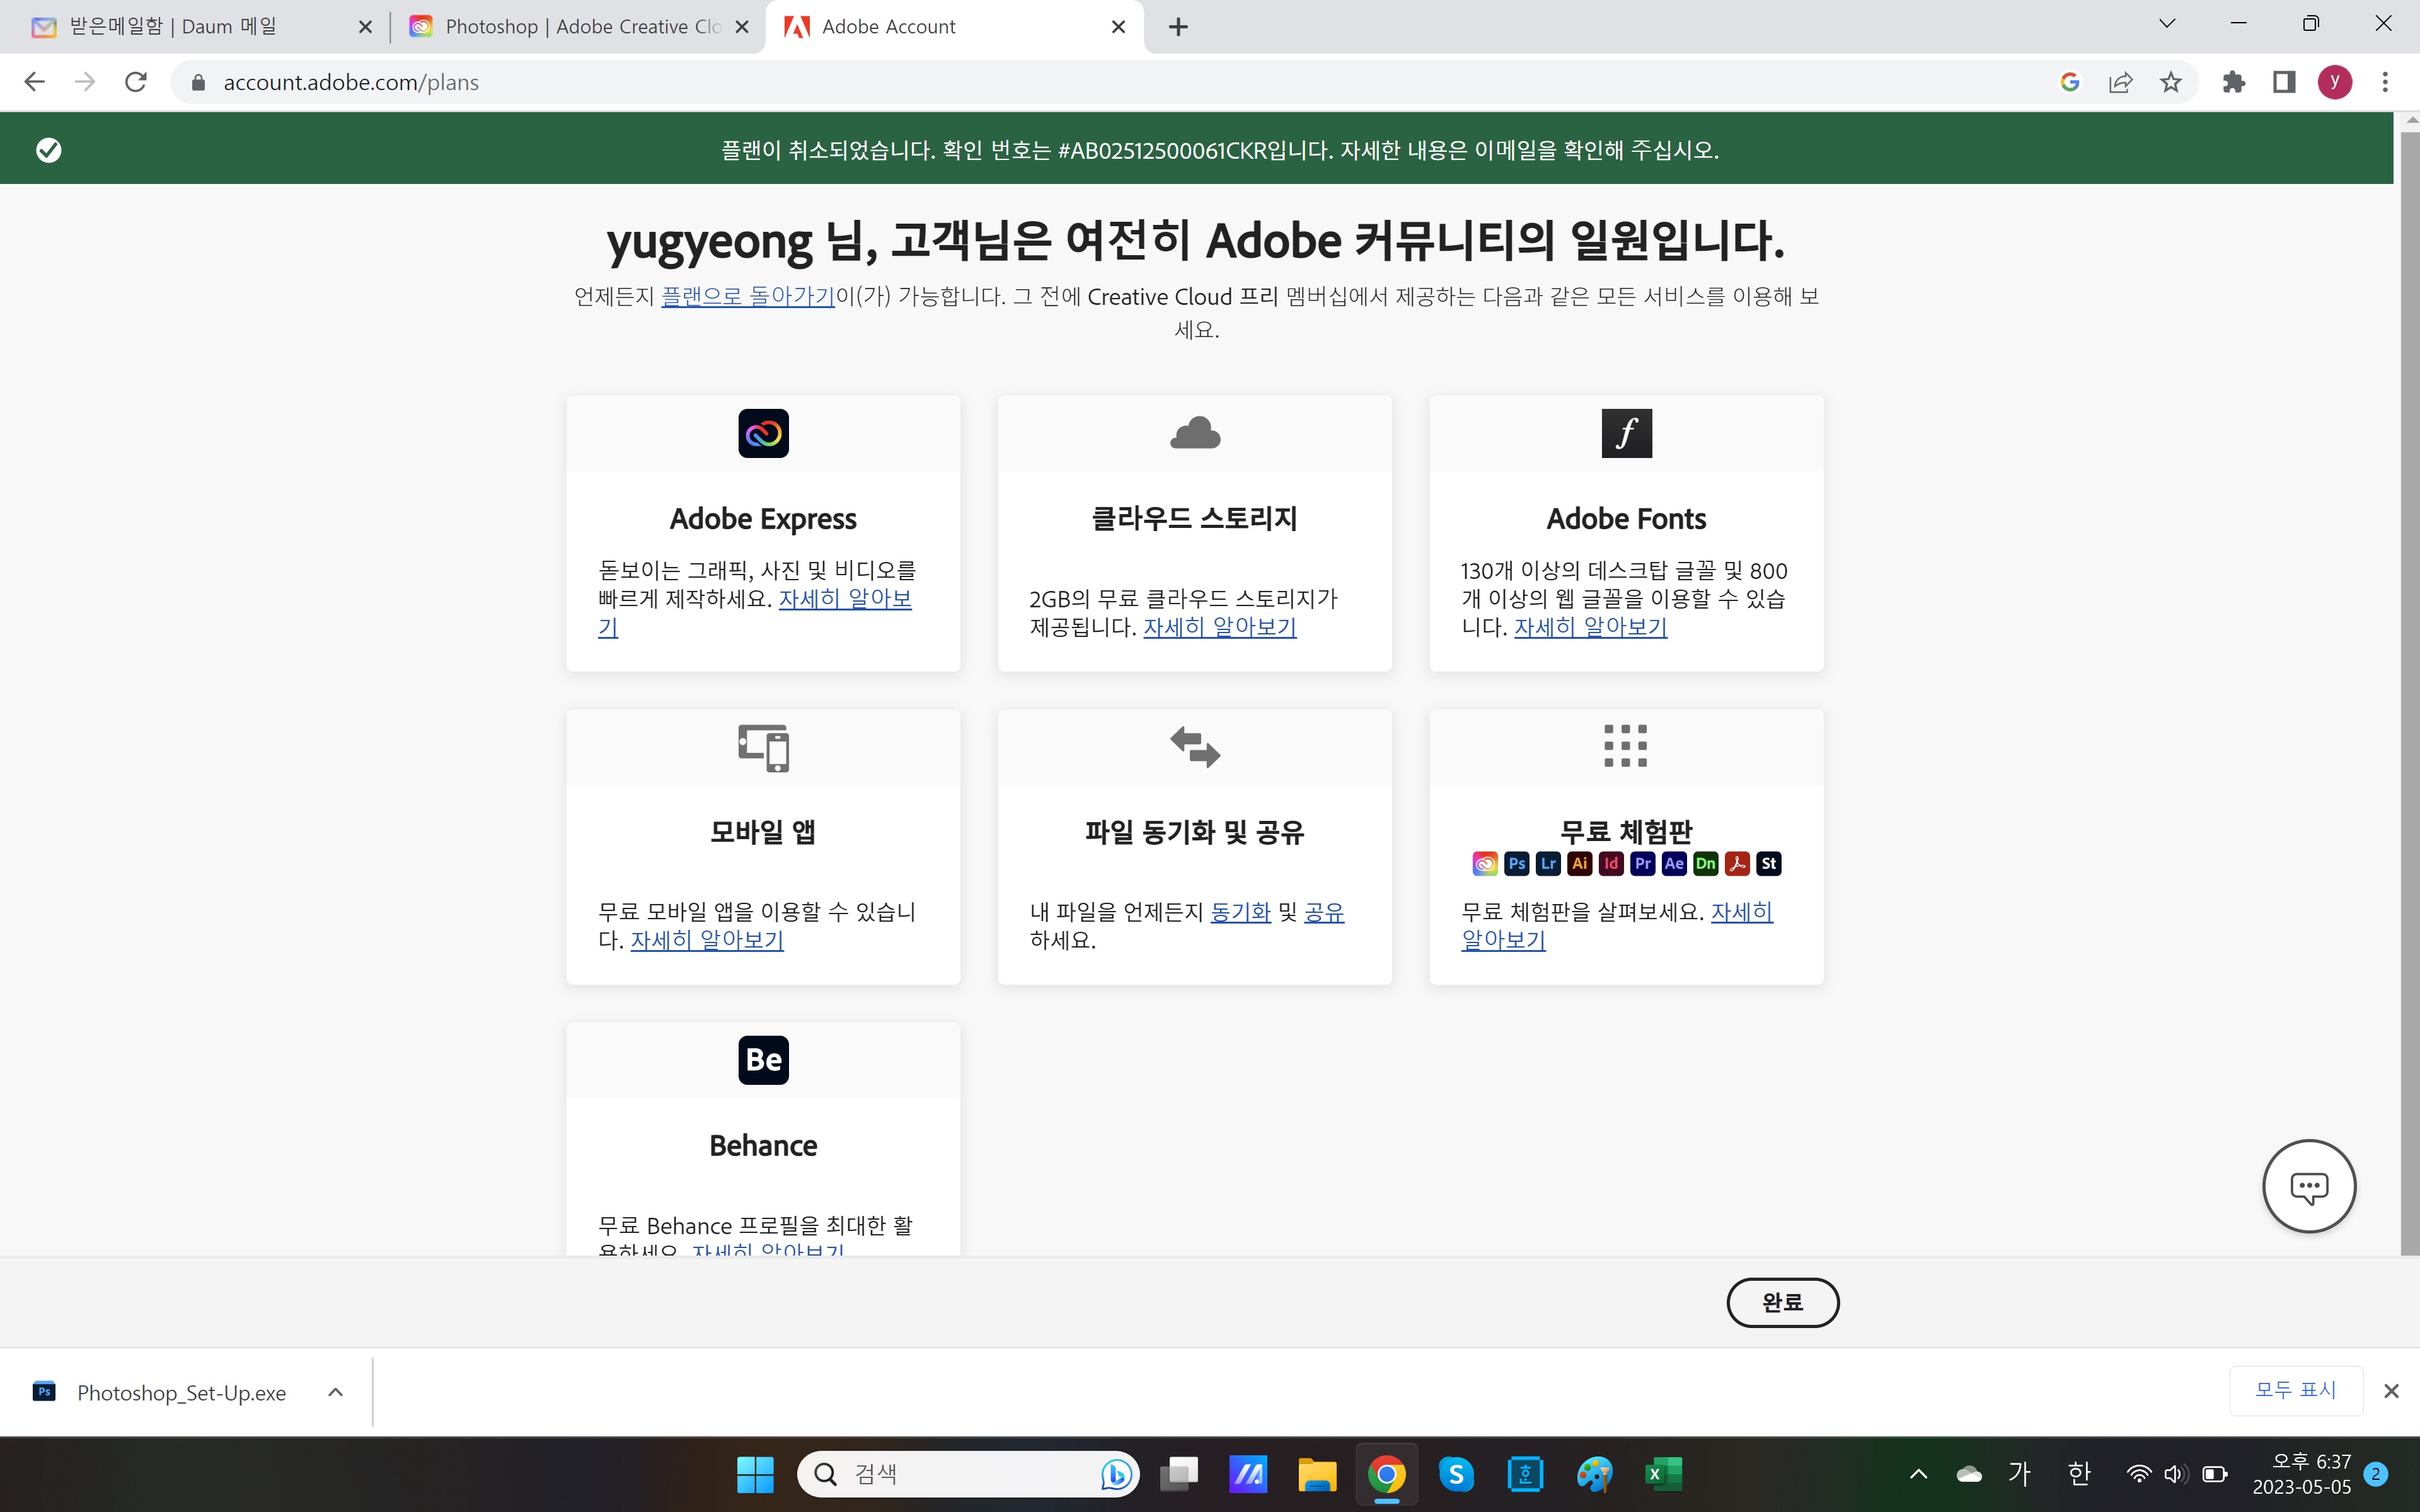 받은메일함 | Daum 메일
Photoshop | Adobe Creative Clo
Adobe Account
account.adobe.com/plans
y
플랜이 취소되었습니다. 확인 번호는 #AB02512500061CKR입니다. 자세한 내용은 이메일을 확인해 주십시오.
yugyeong 님, 고객님은 여전히 Adobe 커뮤니티의 일원입니다.
언제든지 플랜으로 돌아가기이(가) 가능합니다. 그 전에 Creative Cloud 프리 멤버십에서 제공하는 다음과 같은 모든 서비스를 이용해 보
세요.
Adobe Express
돋보이는 그래픽, 사진 및 비디오를
빠르게 제작하세요. 자세히 알아보
기
클라우드 스토리지
2GB의 무료 클라우드 스토리지가
제공됩니다. 자세히 알아보기
f
Adobe Fonts
130개 이상의 데스크탑 글꼴 및 800
개 이상의 웹 글꼴을 이용할 수 있습
니다. 자세히 알아보기
모바일 앱
무료 모바일 앱을 이용할 수 있습니
다. 자세히 알아보기
파일 동기화 및 공유
내 파일을 언제든지 동기화 및 공유
하세요.
무료 체험판
Ps Lr Ai Id Pr Ae Dn St
무료 체험판을 살펴보세요. 자세히
알아보기
Be
Behance
무료 Behance 프로필을 최대한 활
용하세요. 자세히 알아보기
완료
Ps Photoshop_Set-Up.exe
모두 표시
검색
가 한
오후 6:37
2023-05-05
2